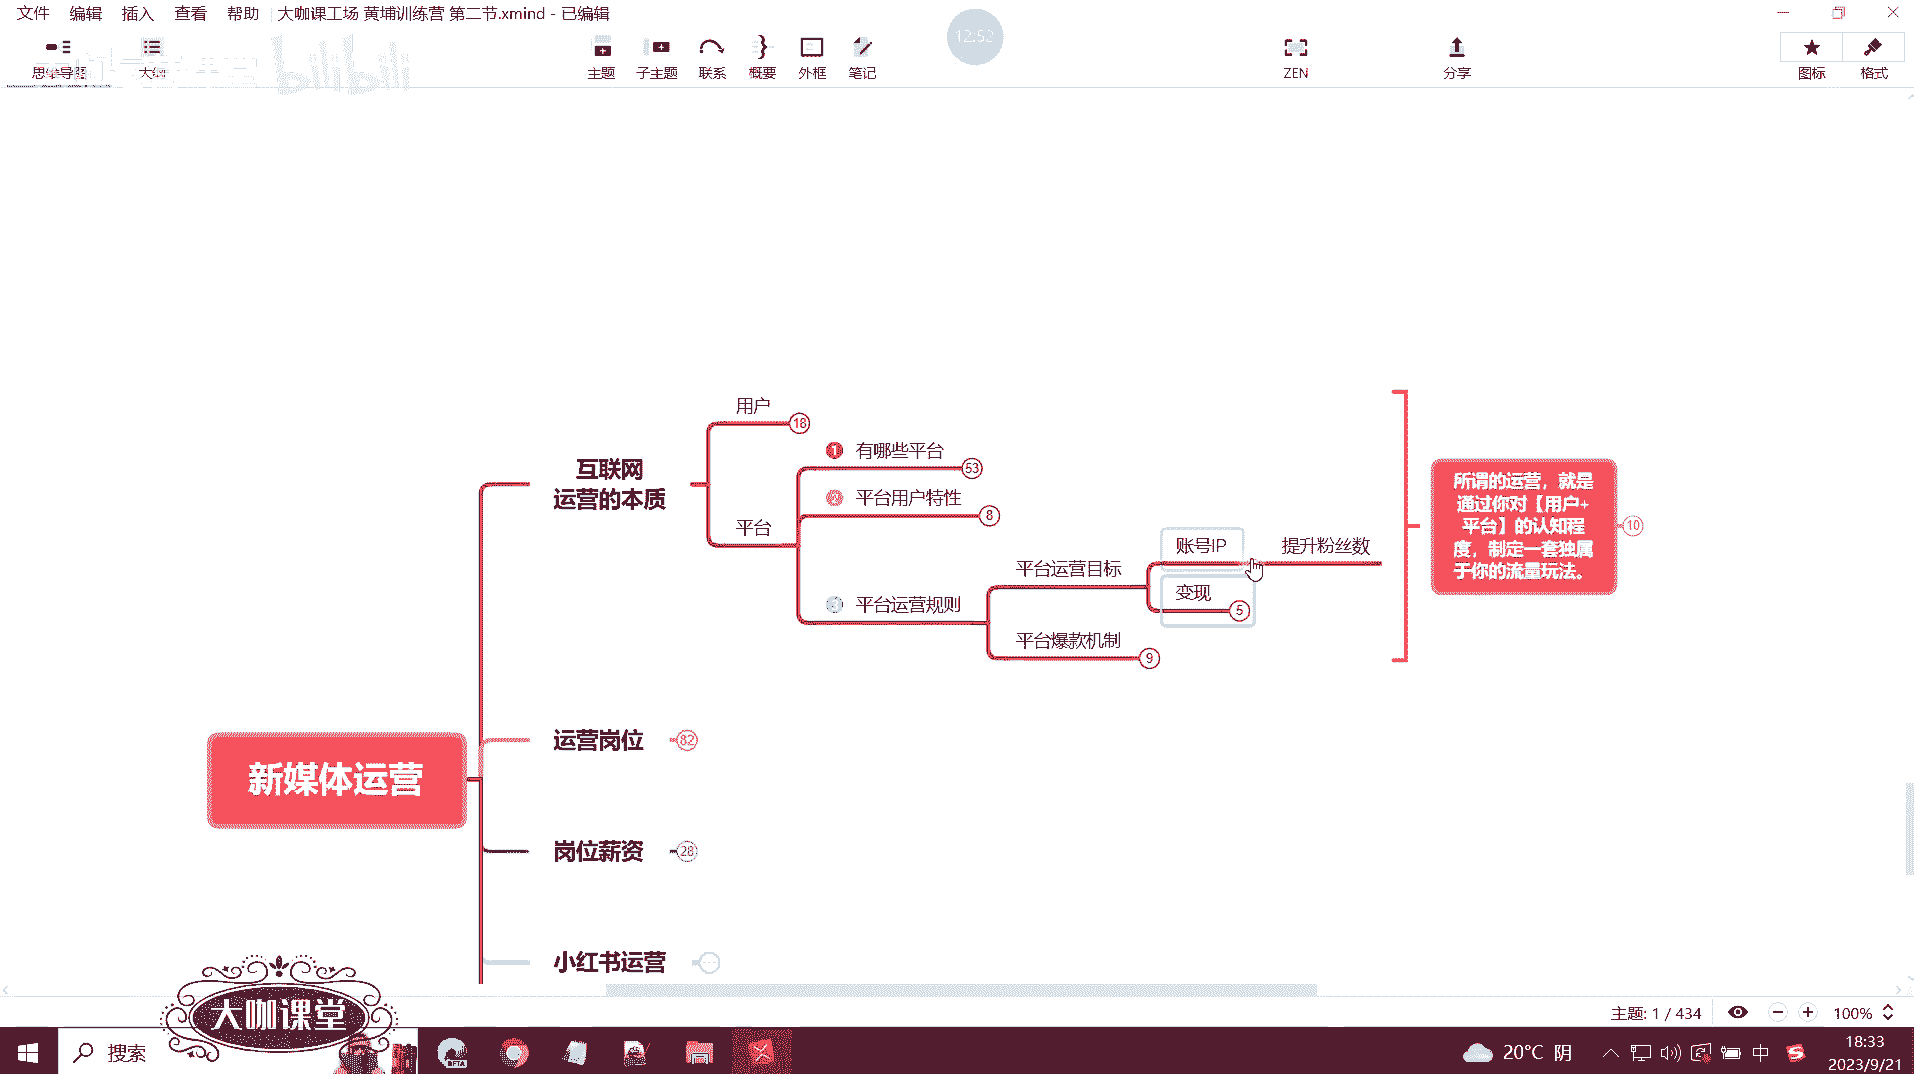 文件 编辑 插入 查看 帮助 大咖课工场 黄埔训练营 第二节.xmind - 已编辑
12:52
思维导图 大纲 主题 子主题 联系 概要 外框 笔记 ZEN 分享 图标 格式
bilibili
用户 18
1 有哪些平台 53
2 平台用户特性 8
互联网
运营的本质
平台
账号IP 提升粉丝数
平台运营目标
变现 5
3 平台运营规则
平台爆款机制 9
所谓的运营，就是
通过你对【用户+
平台】的认知程
度，制定一套独属
于你的流量玩法。
10
运营岗位 82
新媒体运营
岗位薪资 28
小红书运营
大咖课堂
主题: 1 / 434 100%
搜索 BETA 20°C 阴 中 18:33
2023/9/21